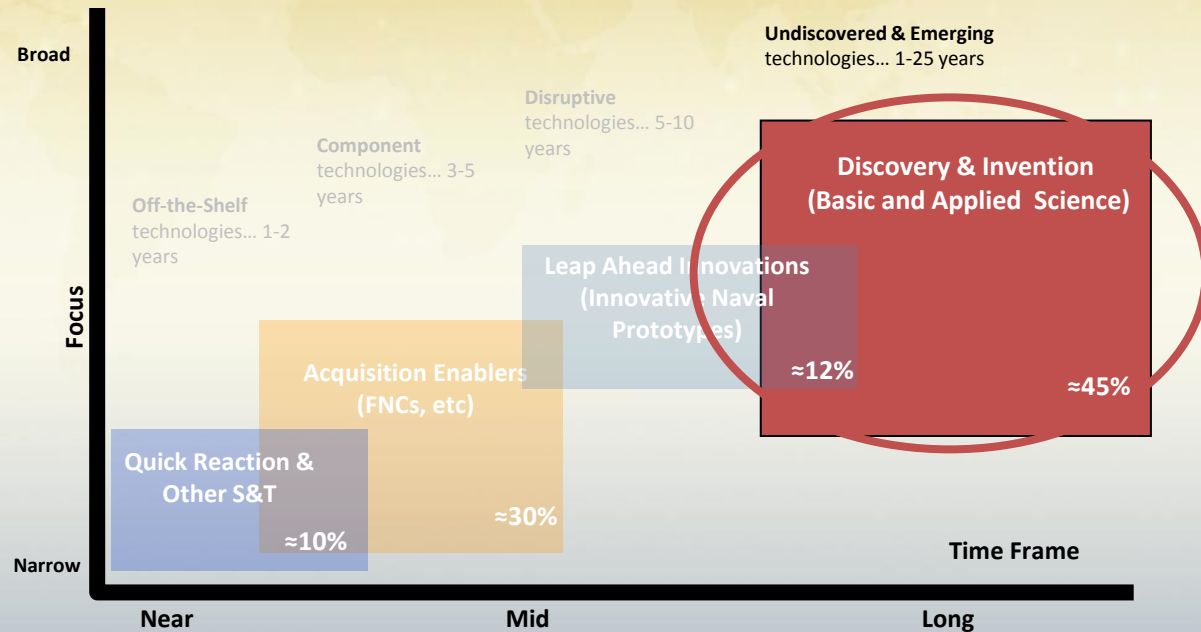 Broad
Undiscovered & Emerging
technologies... 1-25 years
Disruptive
technologies... 5-10
years
Component
technologies... 3-5
years
Off-the-Shelf
technologies... 1-2
years
Discovery & Invention
(Basic and Applied  Science)
≈45%
Leap Ahead Innovations
(Innovative Naval
Prototypes)
≈12%
Focus
Acquisition Enablers
(FNCs, etc)
≈30%
Quick Reaction &
Other S&T
≈10%
Narrow
Time Frame
Near
Mid
Long